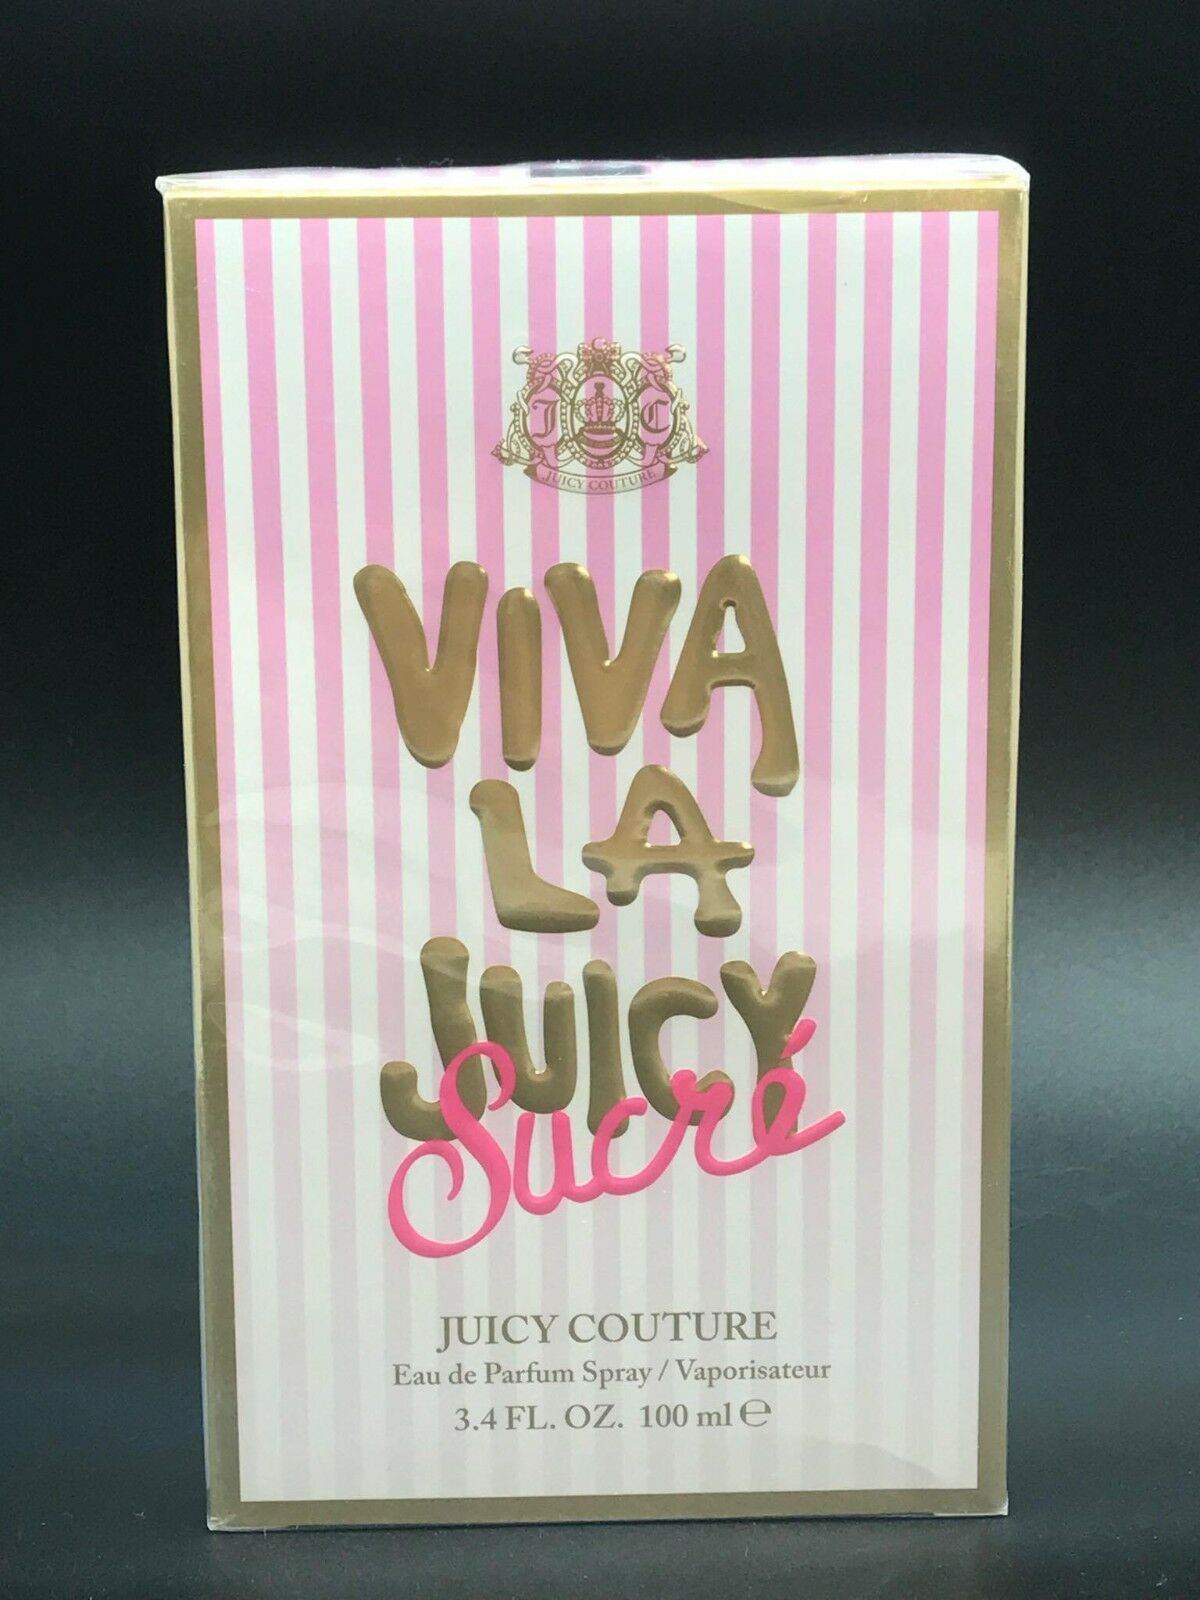 J C
JUICY COUTURE
VIVA
LA
JUICY
Sucré
JUICY COUTURE
Eau de Parfum Spray / Vaporisateur
3.4 FL. OZ. 100 ml ℮